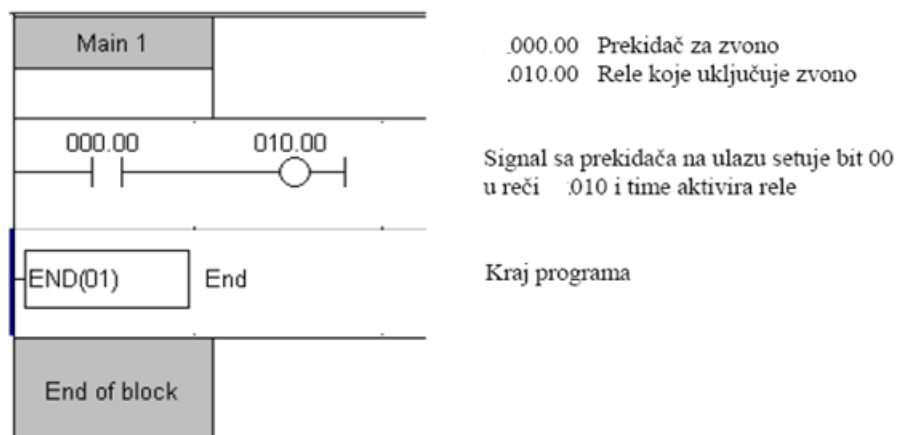 Main 1
.000.00 Prekidač za zvono
.010.00 Rele koje uključuje zvono
000.00 010.00
Signal sa prekidača na ulazu setuje bit 00
u reči :010 i time aktivira rele
END(01) End
Kraj programa
End of block